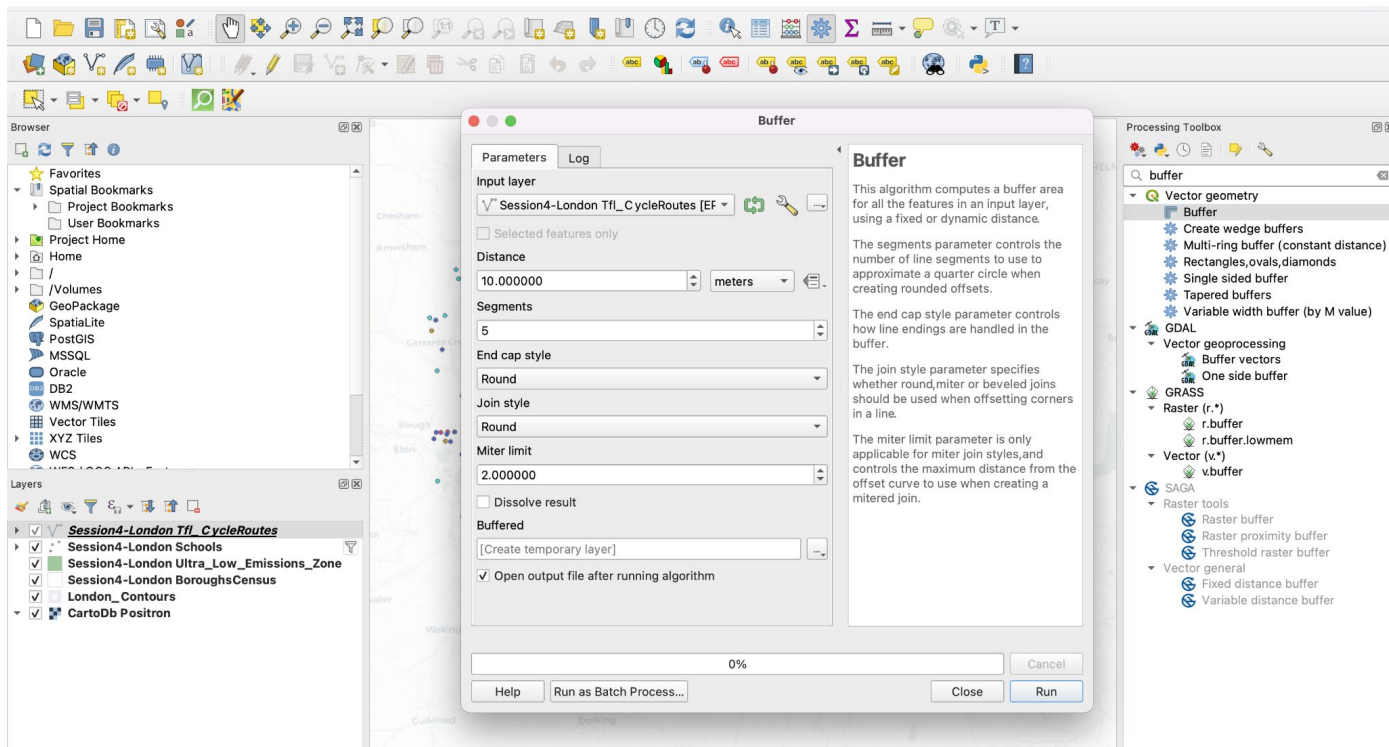 Browser
Favorites
Spatial Bookmarks
Project Bookmarks
User Bookmarks
Project Home
Home
/
/Volumes
GeoPackage
SpatiaLite
PostGIS
MSSQL
Oracle
DB2
WMS/WMTS
Vector Tiles
XYZ Tiles
WCS
Layers
Session4-London Tfl_CycleRoutes
Session4-London Schools
Session4-London Ultra_Low_Emissions_Zone
Session4-London BoroughsCensus
London_Contours
CartoDb Positron
Chesham
Amersham
Slough
Eton
Woking
Guildford
Dorking
Buffer
Parameters
Log
Input layer
Session4-London Tfl_CycleRoutes [EF
Selected features only
Distance
10.000000
meters
Segments
5
End cap style
Round
Join style
Round
Miter limit
2.000000
Dissolve result
Buffered
[Create temporary layer]
Open output file after running algorithm
Buffer
This algorithm computes a buffer area
for all the features in an input layer,
using a fixed or dynamic distance.
The segments parameter controls the
number of line segments to use to
approximate a quarter circle when
creating rounded offsets.
The end cap style parameter controls
how line endings are handled in the
buffer.
The join style parameter specifies
whether round,miter or beveled joins
should be used when offsetting corners
in a line.
The miter limit parameter is only
applicable for miter join styles,and
controls the maximum distance from the
offset curve to use when creating a
mitered join.
0%
Cancel
Help
Run as Batch Process...
Close
Run
Processing Toolbox
buffer
Vector geometry
Buffer
Create wedge buffers
Multi-ring buffer (constant distance)
Rectangles,ovals,diamonds
Single sided buffer
Tapered buffers
Variable width buffer (by M value)
GDAL
Vector geoprocessing
Buffer vectors
One side buffer
GRASS
Raster (r.*)
r.buffer
r.buffer.lowmem
Vector (v.*)
v.buffer
SAGA
Raster tools
Raster buffer
Raster proximity buffer
Threshold raster buffer
Vector general
Fixed distance buffer
Variable distance buffer